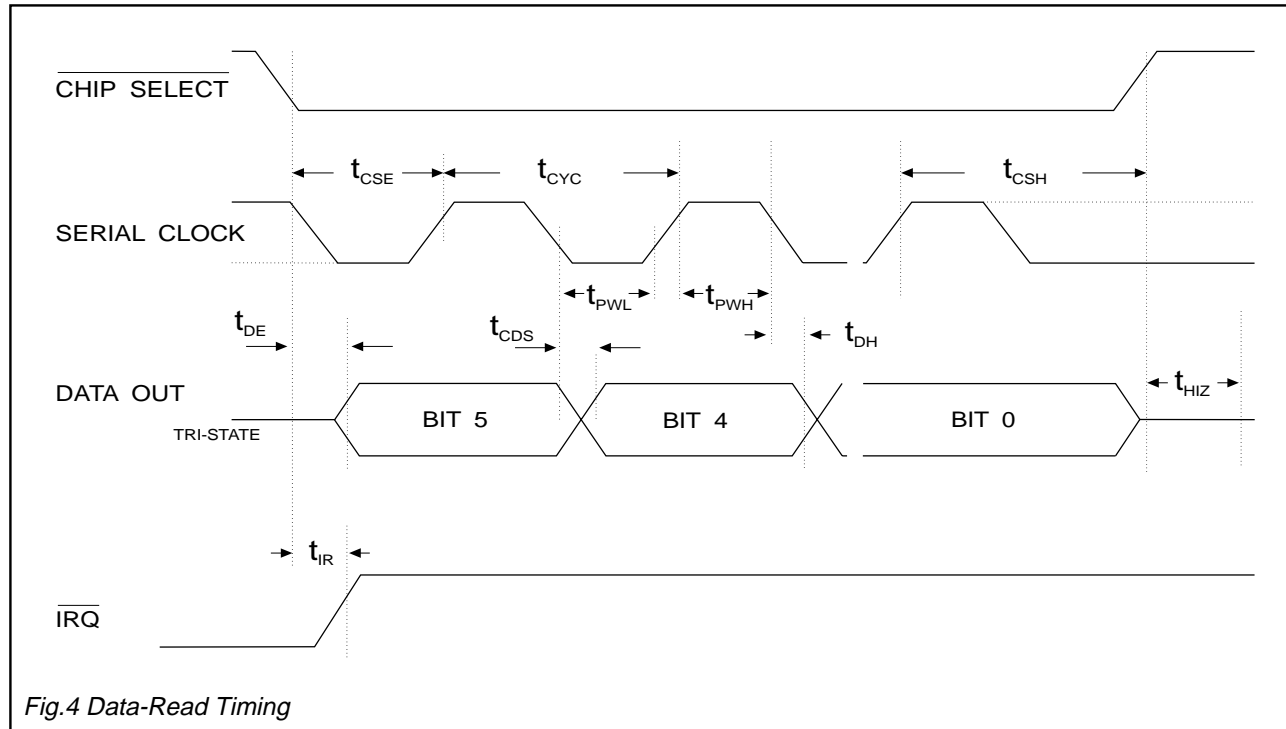 CHIP SELECT
tCSE
tCYC
tCSH
SERIAL CLOCK
tPWL
tPWH
tDE
tCDS
tDH
tHIZ
DATA OUT
TRI-STATE
BIT 5
BIT 4
BIT 0
tIR
IRQ
Fig.4 Data-Read Timing